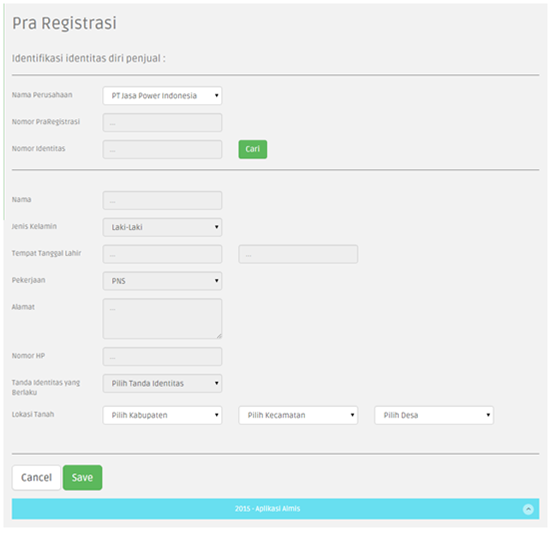 Pra Registrasi
Identifikasi identitas diri penjual :
Nama Perusahaan PT.Jasa Power Indonesia
Nomor PraRegistrasi ...
Nomor Identitas ... Cari
Nama ...
Jenis Kelamin Laki-Laki
Tempat Tanggal Lahir ... ...
Pekerjaan PNS
Alamat ...
Nomor HP ...
Tanda Identitas yang Berlaku Pilih Tanda Identitas
Lokasi Tanah Pilih Kabupaten Pilih Kecamatan Pilih Desa
Cancel Save
2015 - Aplikasi Almis